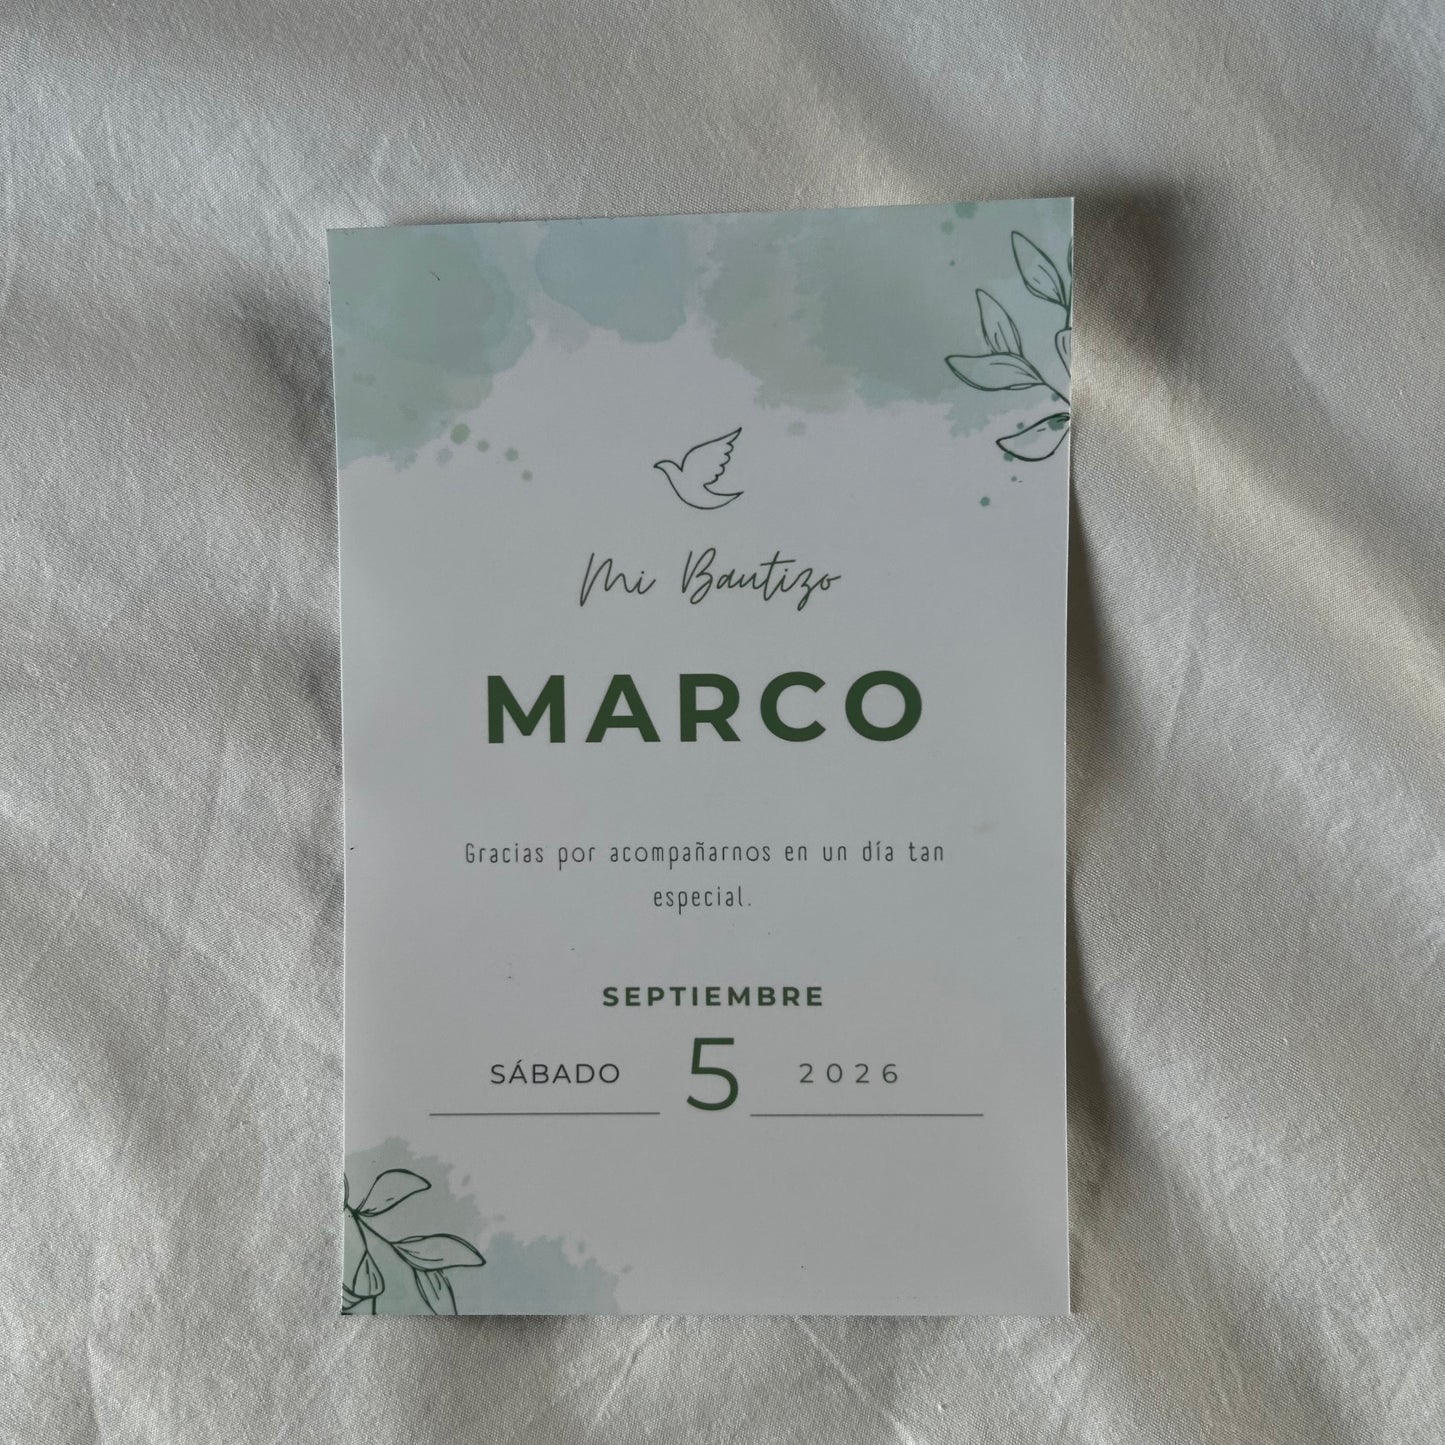 Mi Bautizo
MARCO
Gracias por acompañarnos en un día tan
especial.
SEPTIEMBRE
SÁBADO 5 2026